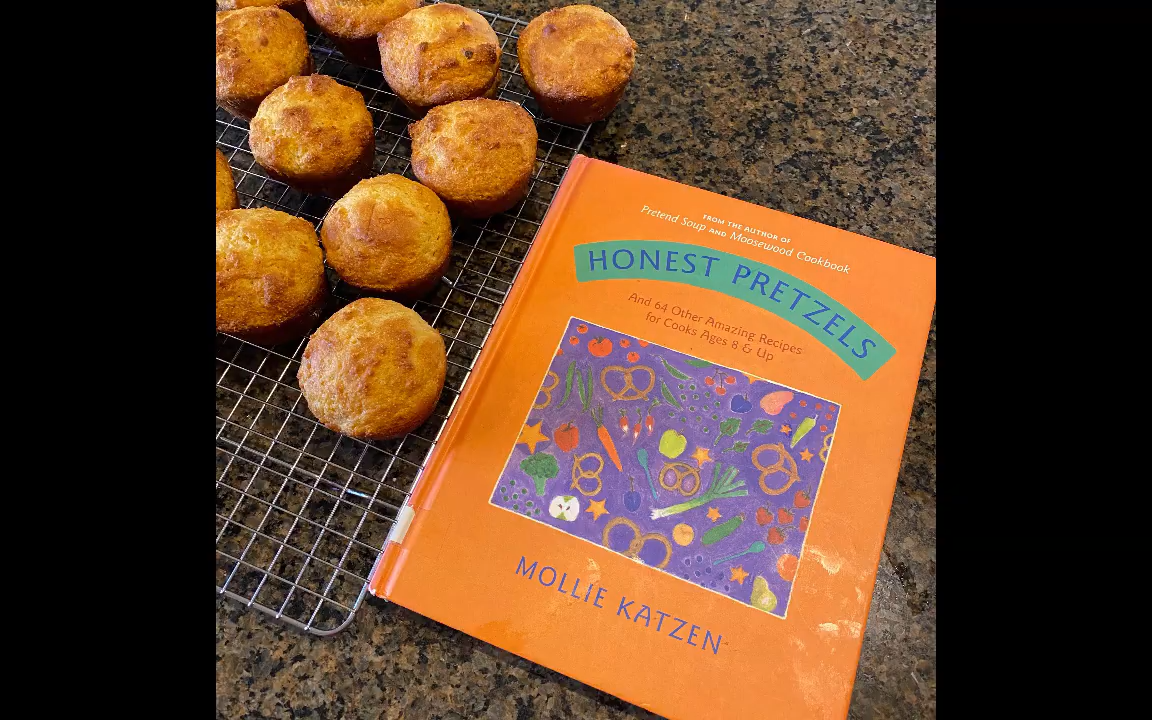 FROM THE AUTHOR OF
Pretend Soup AND Moosewood Cookbook
HONEST PRETZELS
And 64 Other Amazing Recipes
for Cooks Ages 8 & Up
MOLLIE KATZEN